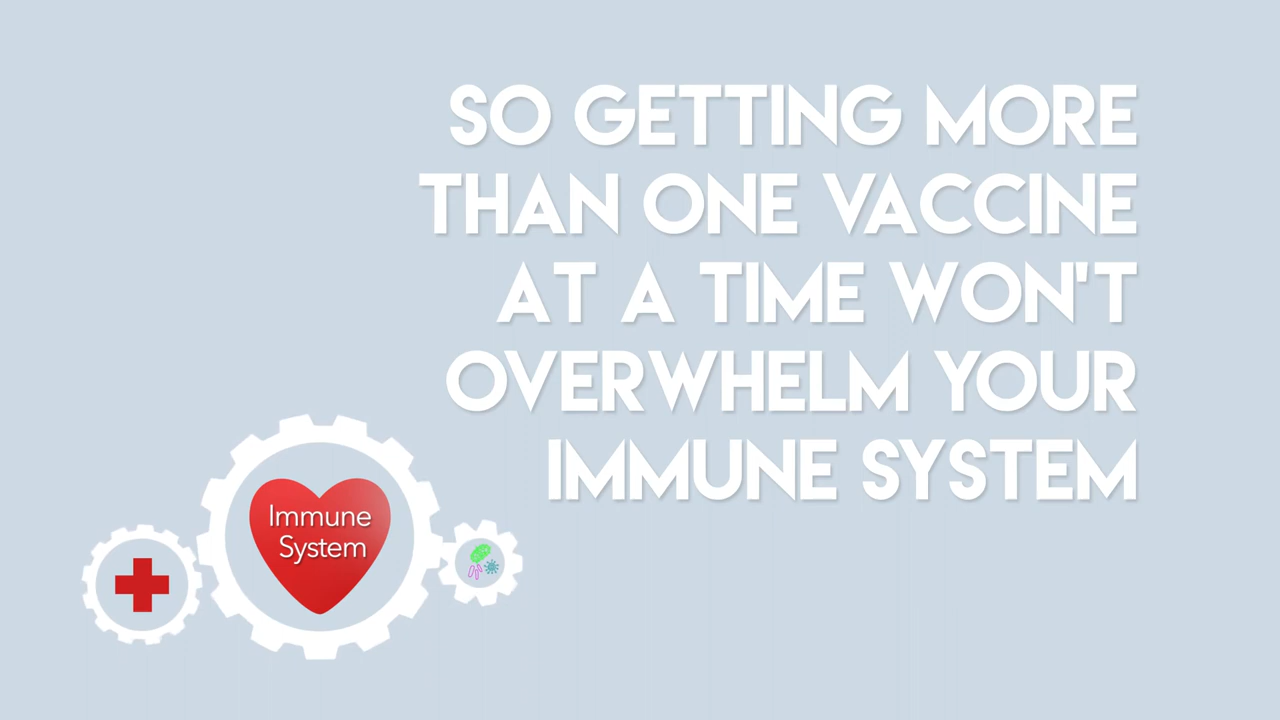 SO GETTING MORE
THAN ONE VACCINE
AT A TIME WON'T
OVERWHELM YOUR
IMMUNE SYSTEM
Immune
System